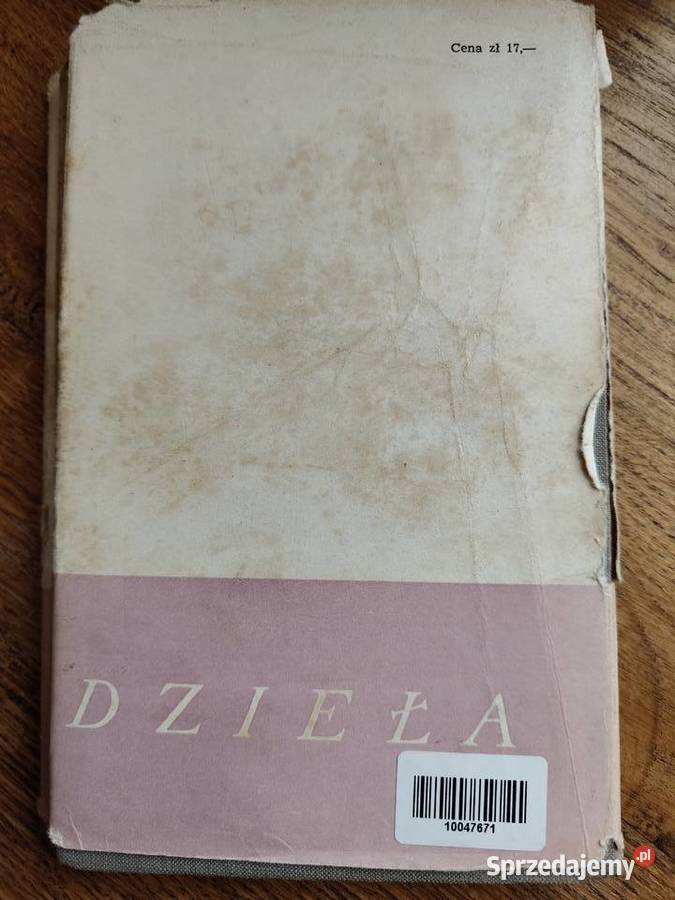 Cena zł 17,—
DZIEŁA
10047671
Sprzedajemy.pl